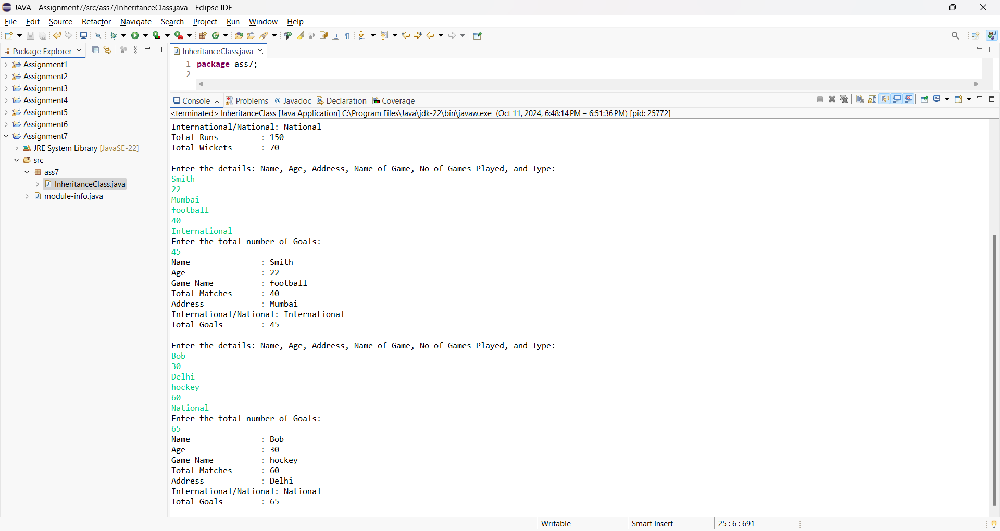 JAVA - Assignment7/src/ass7/InheritanceClass.java - Eclipse IDE
File Edit Source Refactor Navigate Search Project Run Window Help
Package Explorer
Assignment1
Assignment2
Assignment3
Assignment4
Assignment5
Assignment6
Assignment7
JRE System Library [JavaSE-22]
src
ass7
InheritanceClass.java
module-info.java
InheritanceClass.java
1 package ass7;
2
Console Problems Javadoc Declaration Coverage
<terminated> InheritanceClass [Java Application] C:\Program Files\Java\jdk-22\bin\javaw.exe (Oct 11, 2024, 6:48:14 PM – 6:51:36 PM) [pid: 25772]
International/National: National
Total Runs : 150
Total Wickets : 70
Enter the details: Name, Age, Address, Name of Game, No of Games Played, and Type:
Smith
22
Mumbai
football
40
International
Enter the total number of Goals:
45
Name : Smith
Age : 22
Game Name : football
Total Matches : 40
Address : Mumbai
International/National: International
Total Goals : 45
Enter the details: Name, Age, Address, Name of Game, No of Games Played, and Type:
Bob
30
Delhi
hockey
60
National
Enter the total number of Goals:
65
Name : Bob
Age : 30
Game Name : hockey
Total Matches : 60
Address : Delhi
International/National: National
Total Goals : 65
Writable Smart Insert 25 : 6 : 691